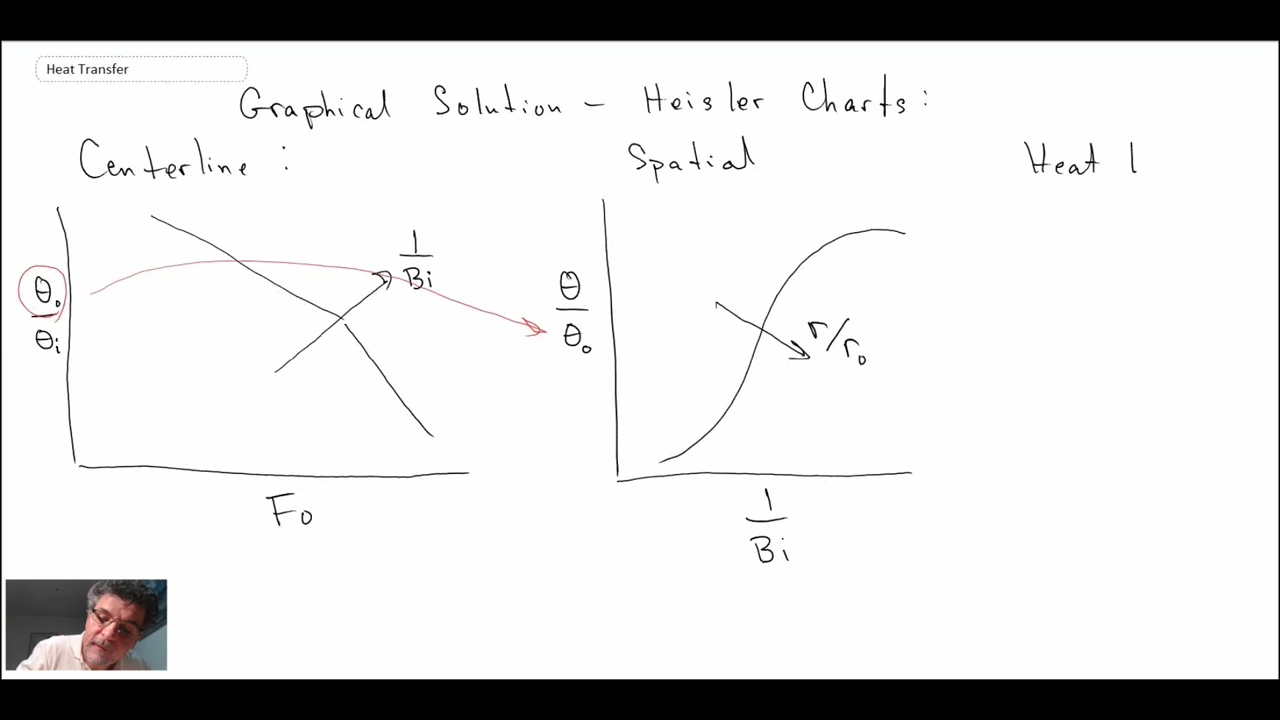 Heat Transfer
Graphical Solution – Heisler Charts:
Centerline:
Spatial
Heat l
θ₀
θᵢ
1
Bi
Fo
θ
θ₀
r/r₀
1
Bi